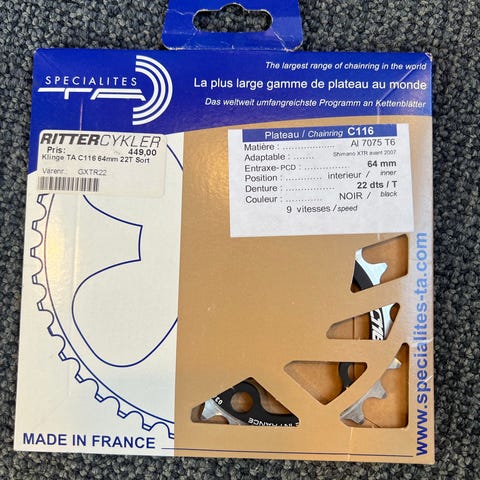 The largest range of chainring in the world
SPECIALITES
TA
La plus large gamme de plateau au monde
Das weltweit umfangreichste Programm an Kettenblätter
RITTERCYKLER
Pris: 449,00
Klinge TA C116 64mm 22T Sort
Varenr.: GXTR22
Plateau / Chainring C116
Matière : Al 7075 T6
Adaptable : Shimano XTR avant 2007
Entraxe-PCD : 64 mm
Position : interieur / inner
Denture : 22 dts / T
Couleur : NOIR / black
9 vitesses / speed
www.specialites-ta.com
MADE IN FRANCE